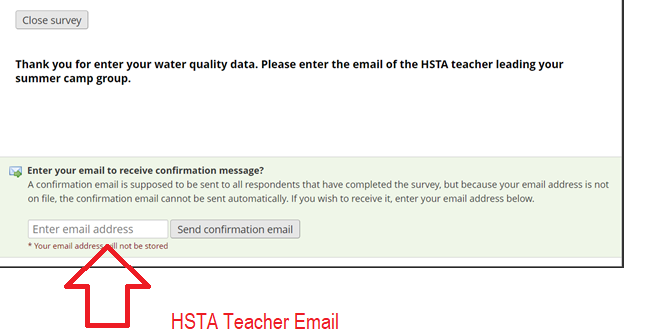 Close survey
Thank you for enter your water quality data. Please enter the email of the HSTA teacher leading your
summer camp group.
Enter your email to receive confirmation message?
A confirmation email is supposed to be sent to all respondents that have completed the survey, but because your email address is not
on file, the confirmation email cannot be sent automatically. If you wish to receive it, enter your email address below.
Enter email address Send confirmation email
* Your email address will not be stored
HSTA Teacher Email